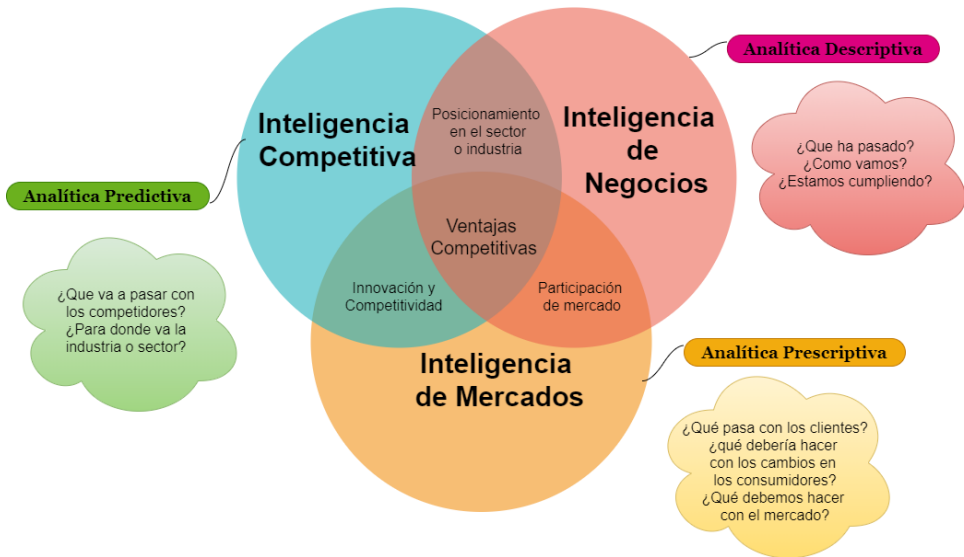 Analítica Descriptiva
¿Que ha pasado?
¿Como vamos?
¿Estamos cumpliendo?
Inteligencia
Competitiva
Posicionamiento
en el sector
o industria
Inteligencia
de
Negocios
Analítica Predictiva
¿Que va a pasar con
los competidores?
¿Para donde va la
industria o sector?
Ventajas
Competitivas
Innovación y
Competitividad
Participación
de mercado
Inteligencia
de Mercados
Analítica Prescriptiva
¿Qué pasa con los clientes?
¿qué debería hacer
con los cambios en
los consumidores?
¿Qué debemos hacer
con el mercado?